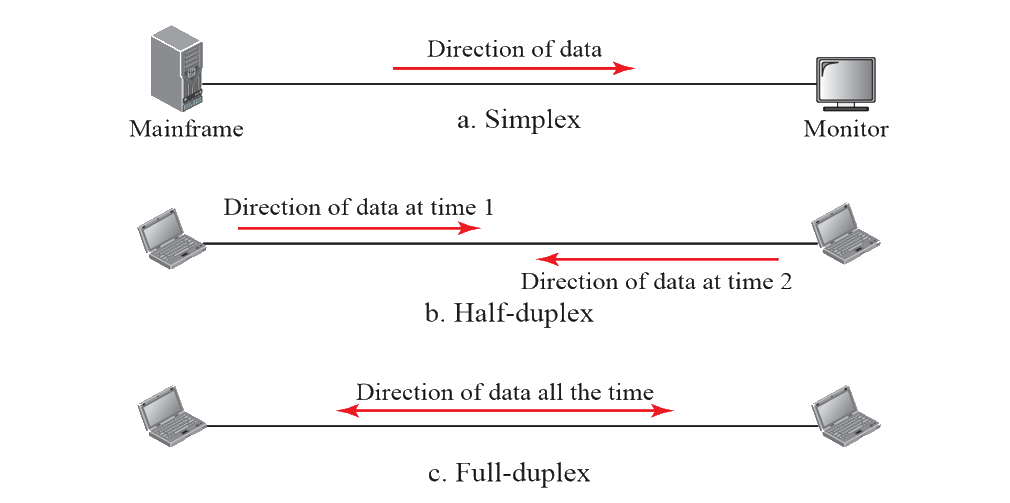 Direction of data
Mainframe
a. Simplex
Monitor
Direction of data at time 1
Direction of data at time 2
b. Half-duplex
Direction of data all the time
c. Full-duplex